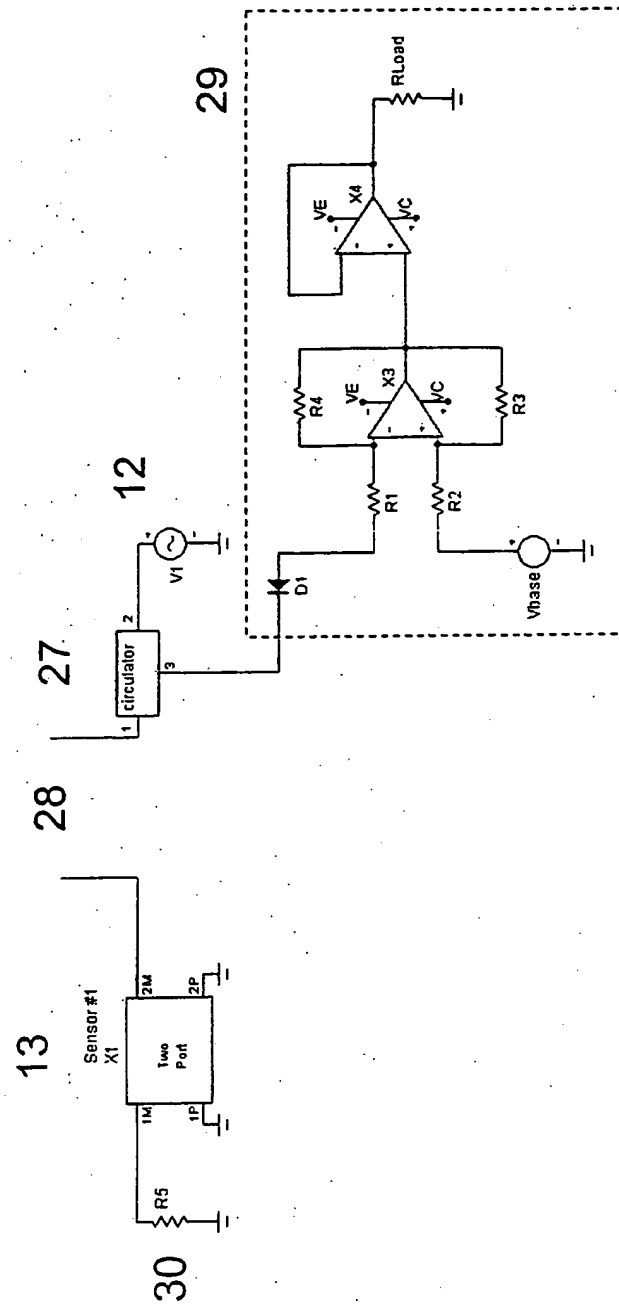 30
R5
13
Sensor #1
X1
1M
1P
Two
Port
2M
2P
28
27
1
circulator
2
3
12
V1
29
D1
R1
R2
Vbase
R4
VE
X3
VC
R3
VE
X4
VC
RLoad